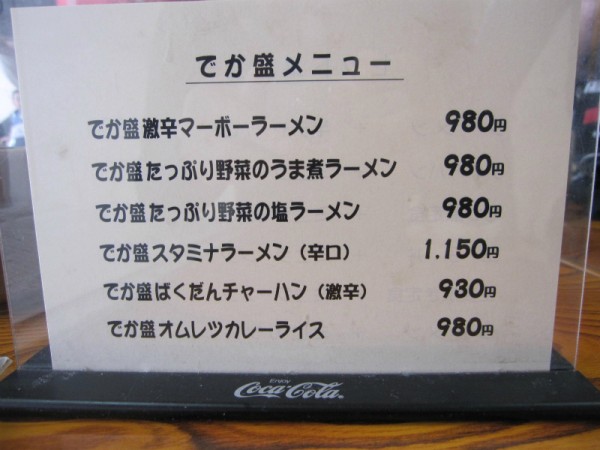 でか盛メニュー
でか盛激辛マーボーラーメン 980円
でか盛たっぷり野菜のうま煮ラーメン 980円
でか盛たっぷり野菜の塩ラーメン 980円
でか盛スタミナラーメン（辛口） 1.150円
でか盛ばくだんチャーハン（激辛） 930円
でか盛オムレツカレーライス 980円
Enjoy
Coca-Cola